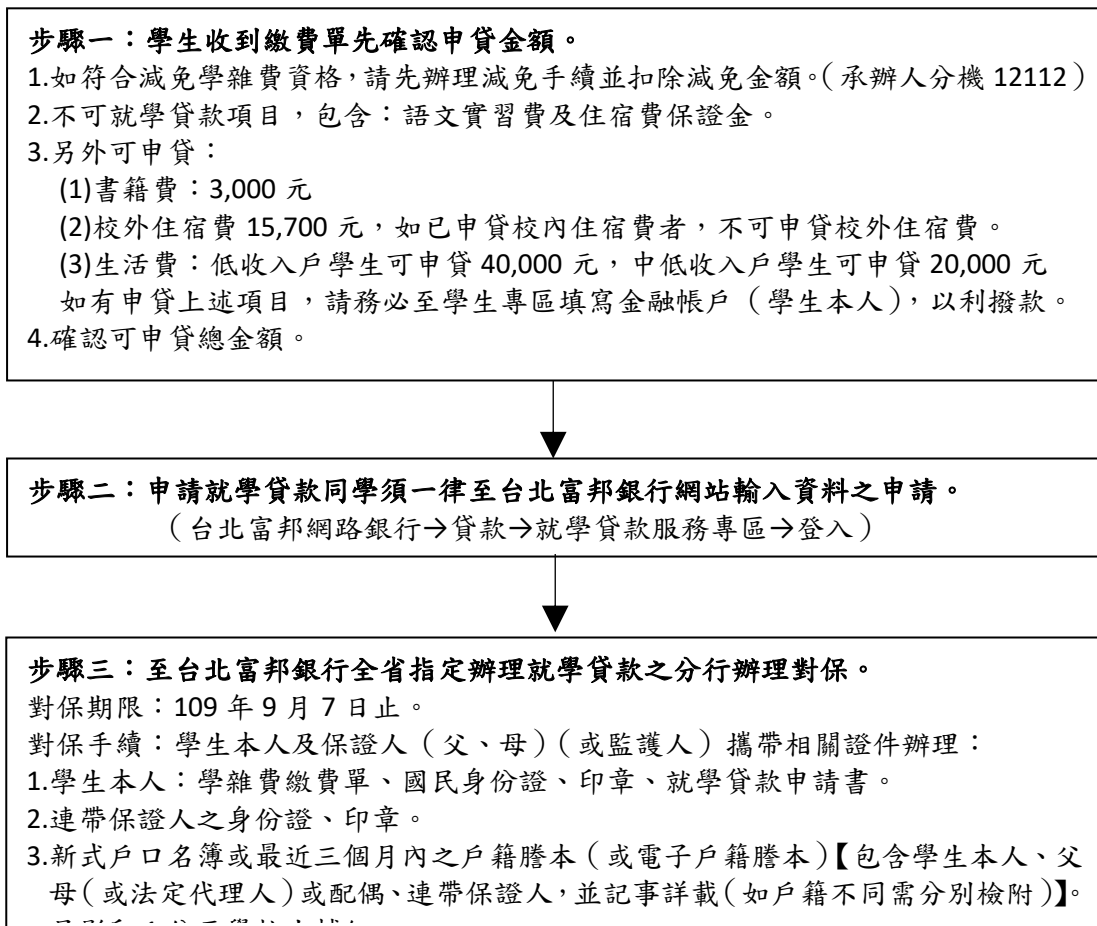 步驟一：學生收到繳費單先確認申貸金額。
1.如符合減免學雜費資格，請先辦理減免手續並扣除減免金額。（承辦人分機 12112）
2.不可就學貸款項目，包含：語文實習費及住宿費保證金。
3.另外可申貸：
(1)書籍費：3,000 元
(2)校外住宿費 15,700 元，如已申貸校內住宿費者，不可申貸校外住宿費。
(3)生活費：低收入戶學生可申貸 40,000 元，中低收入戶學生可申貸 20,000 元
如有申貸上述項目，請務必至學生專區填寫金融帳戶（學生本人），以利撥款。
4.確認可申貸總金額。
步驟二：申請就學貸款同學須一律至台北富邦銀行網站輸入資料之申請。
（台北富邦網路銀行→貸款→就學貸款服務專區→登入）
步驟三：至台北富邦銀行全省指定辦理就學貸款之分行辦理對保。
對保期限：109 年 9 月 7 日止。
對保手續：學生本人及保證人（父、母）（或監護人）攜帶相關證件辦理：
1.學生本人：學雜費繳費單、國民身份證、印章、就學貸款申請書。
2.連帶保證人之身份證、印章。
3.新式戶口名簿或最近三個月內之戶籍謄本（或電子戶籍謄本）【包含學生本人、父
母（或法定代理人）或配偶、連帶保證人，並記事詳載（如戶籍不同需分別檢附）】。